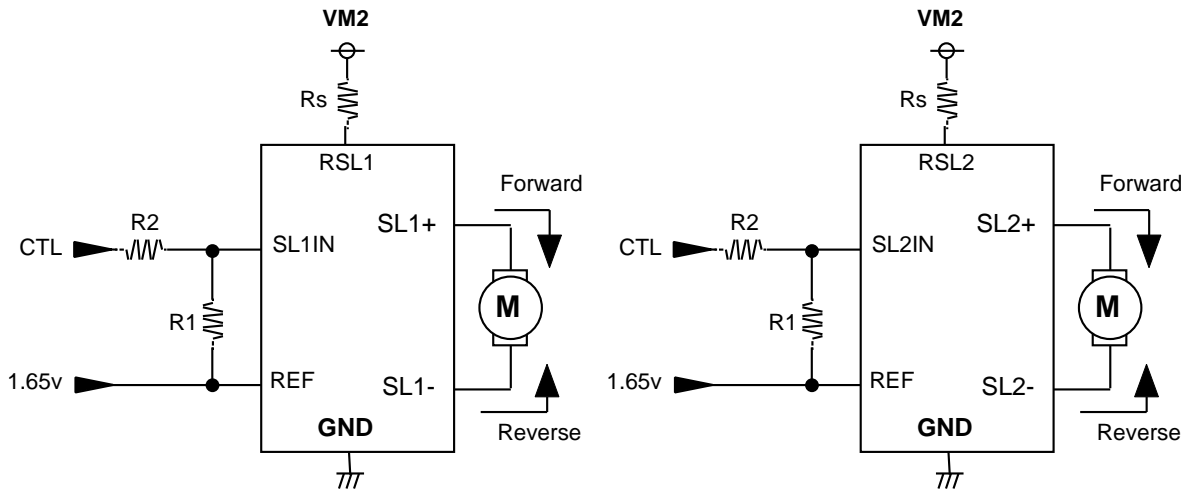 VM2
Rs
RSL1
Forward
R2
SL1+
CTL
SL1IN
M
R1
1.65v
REF
SL1-
GND
Reverse
VM2
Rs
RSL2
Forward
R2
SL2+
CTL
SL2IN
M
R1
1.65v
REF
SL2-
GND
Reverse